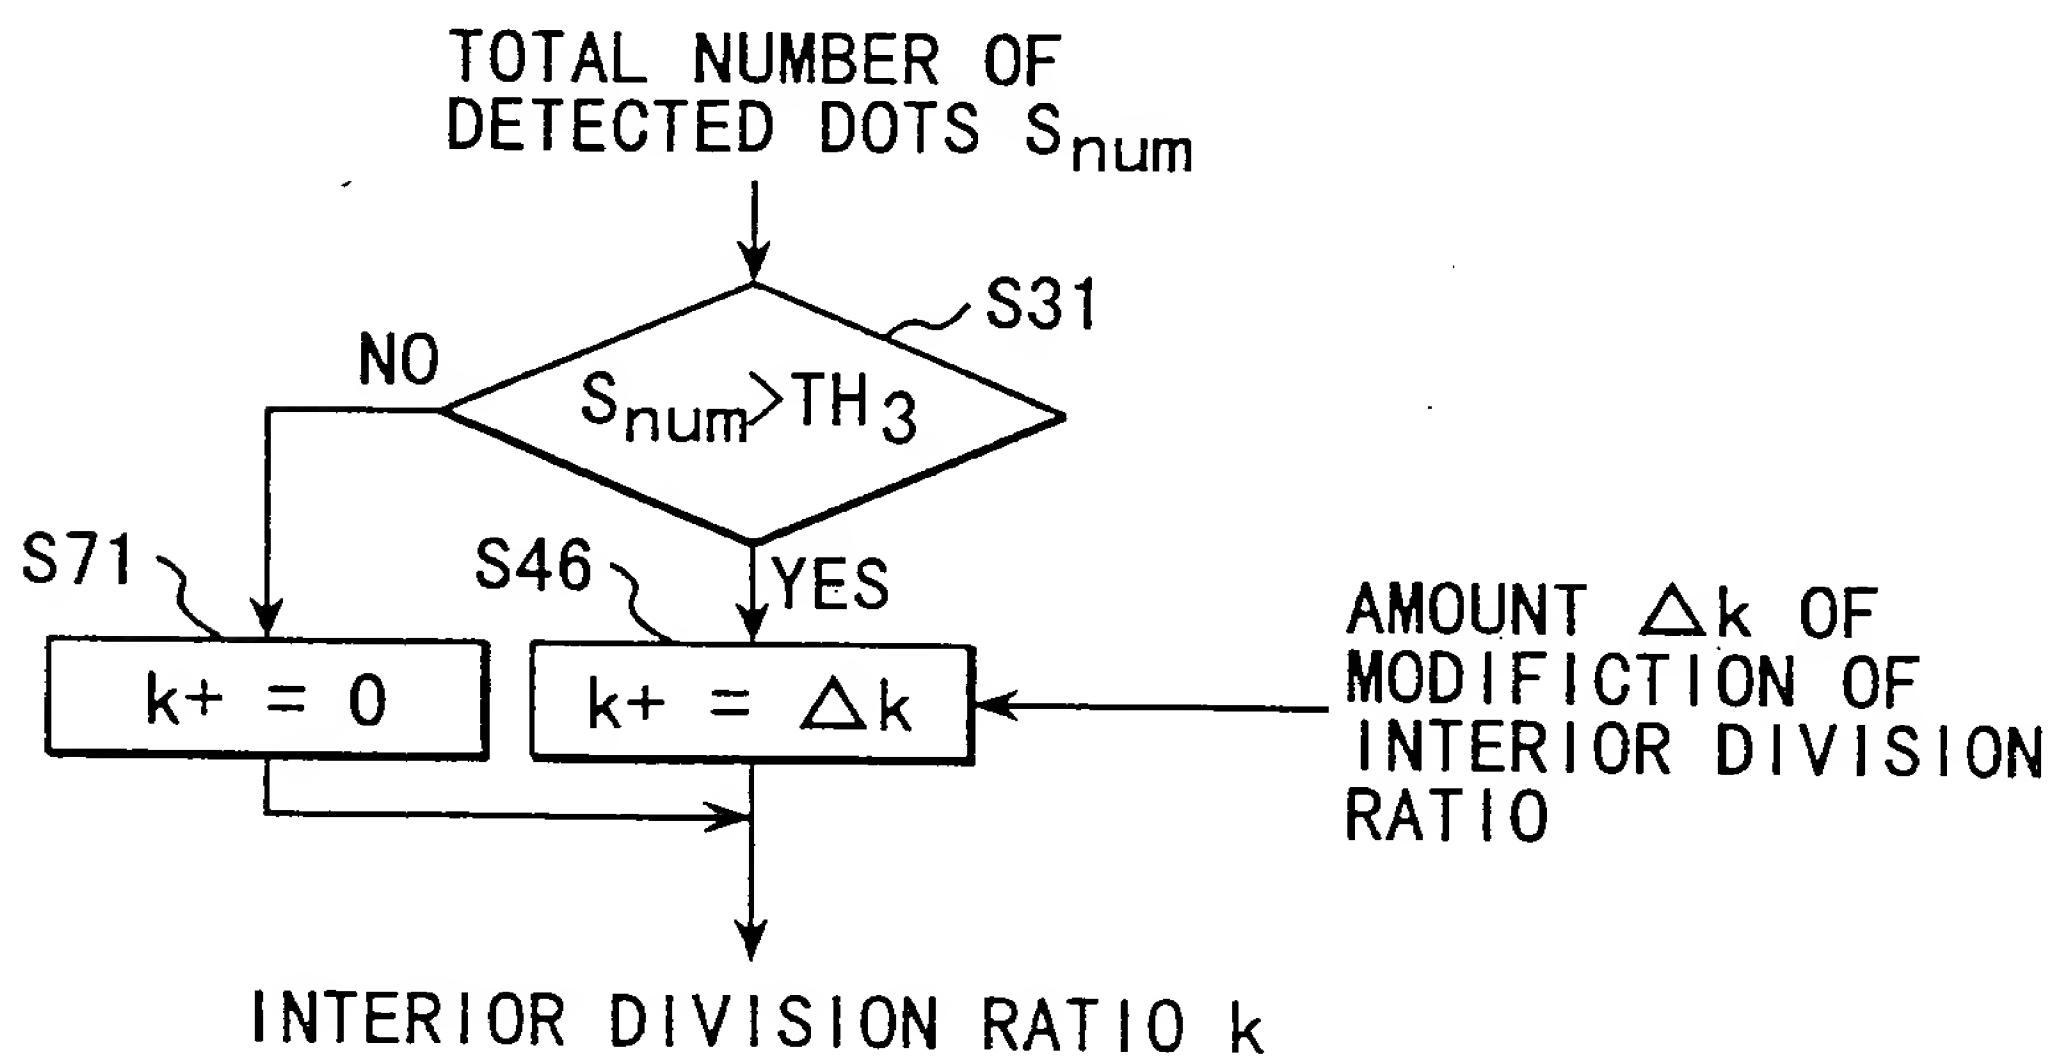 TOTAL NUMBER OF
DETECTED DOTS Snum
S31
NO
Snum>TH3
S71
S46
YES
k+ = 0
k+ = Δk
AMOUNT Δk OF
MODIFICTION OF
INTERIOR DIVISION
RATIO
INTERIOR DIVISION RATIO k